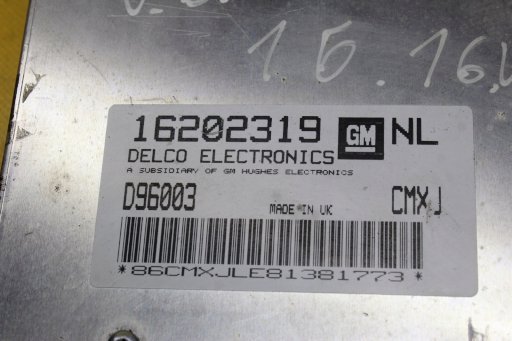 1.6.16V
16202319 GM NL
DELCO ELECTRONICS
A SUBSIDIARY OF GM HUGHES ELECTRONICS
D96003 MADE IN UK CMXJ
*86CMXJLE81381773*